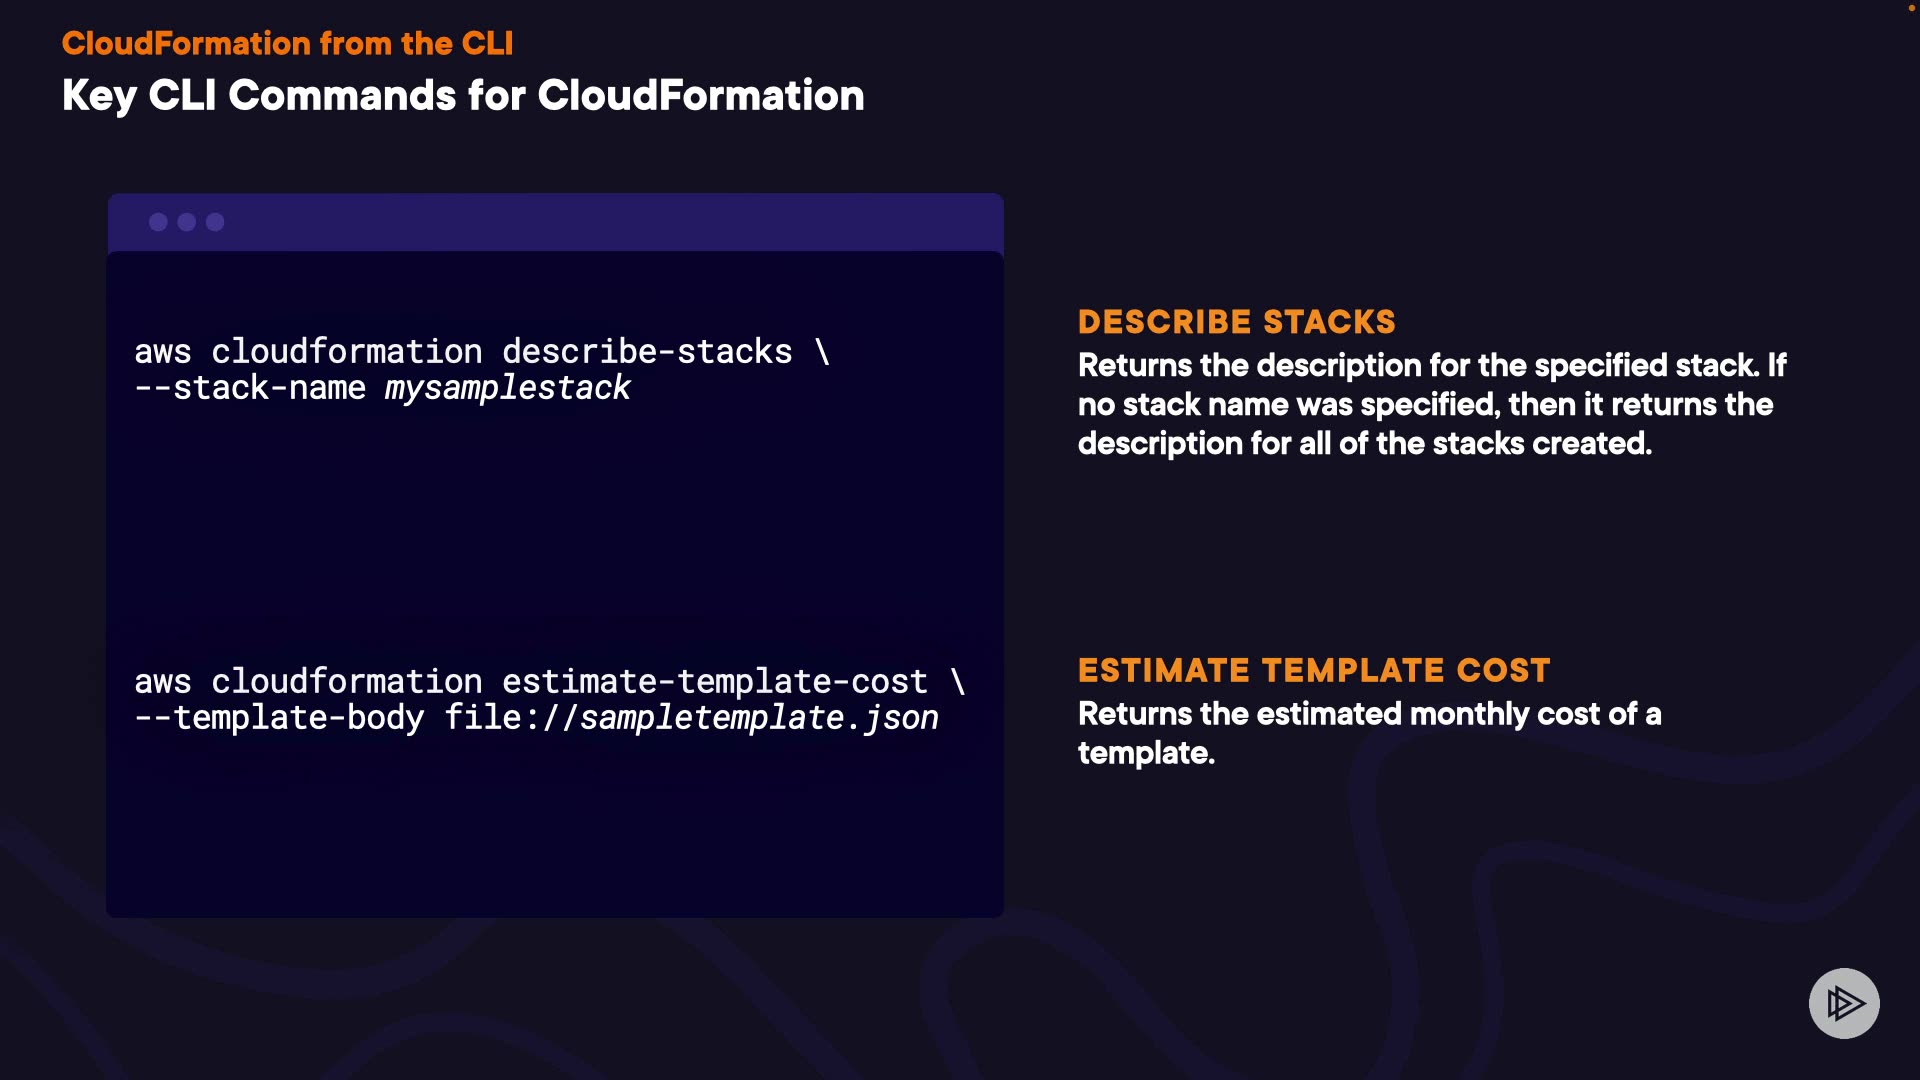 CloudFormation from the CLI
Key CLI Commands for CloudFormation
aws cloudformation describe-stacks \
--stack-name mysamplestack
DESCRIBE STACKS
Returns the description for the specified stack. If
no stack name was specified, then it returns the
description for all of the stacks created.
aws cloudformation estimate-template-cost \
--template-body file://sampletemplate.json
ESTIMATE TEMPLATE COST
Returns the estimated monthly cost of a
template.